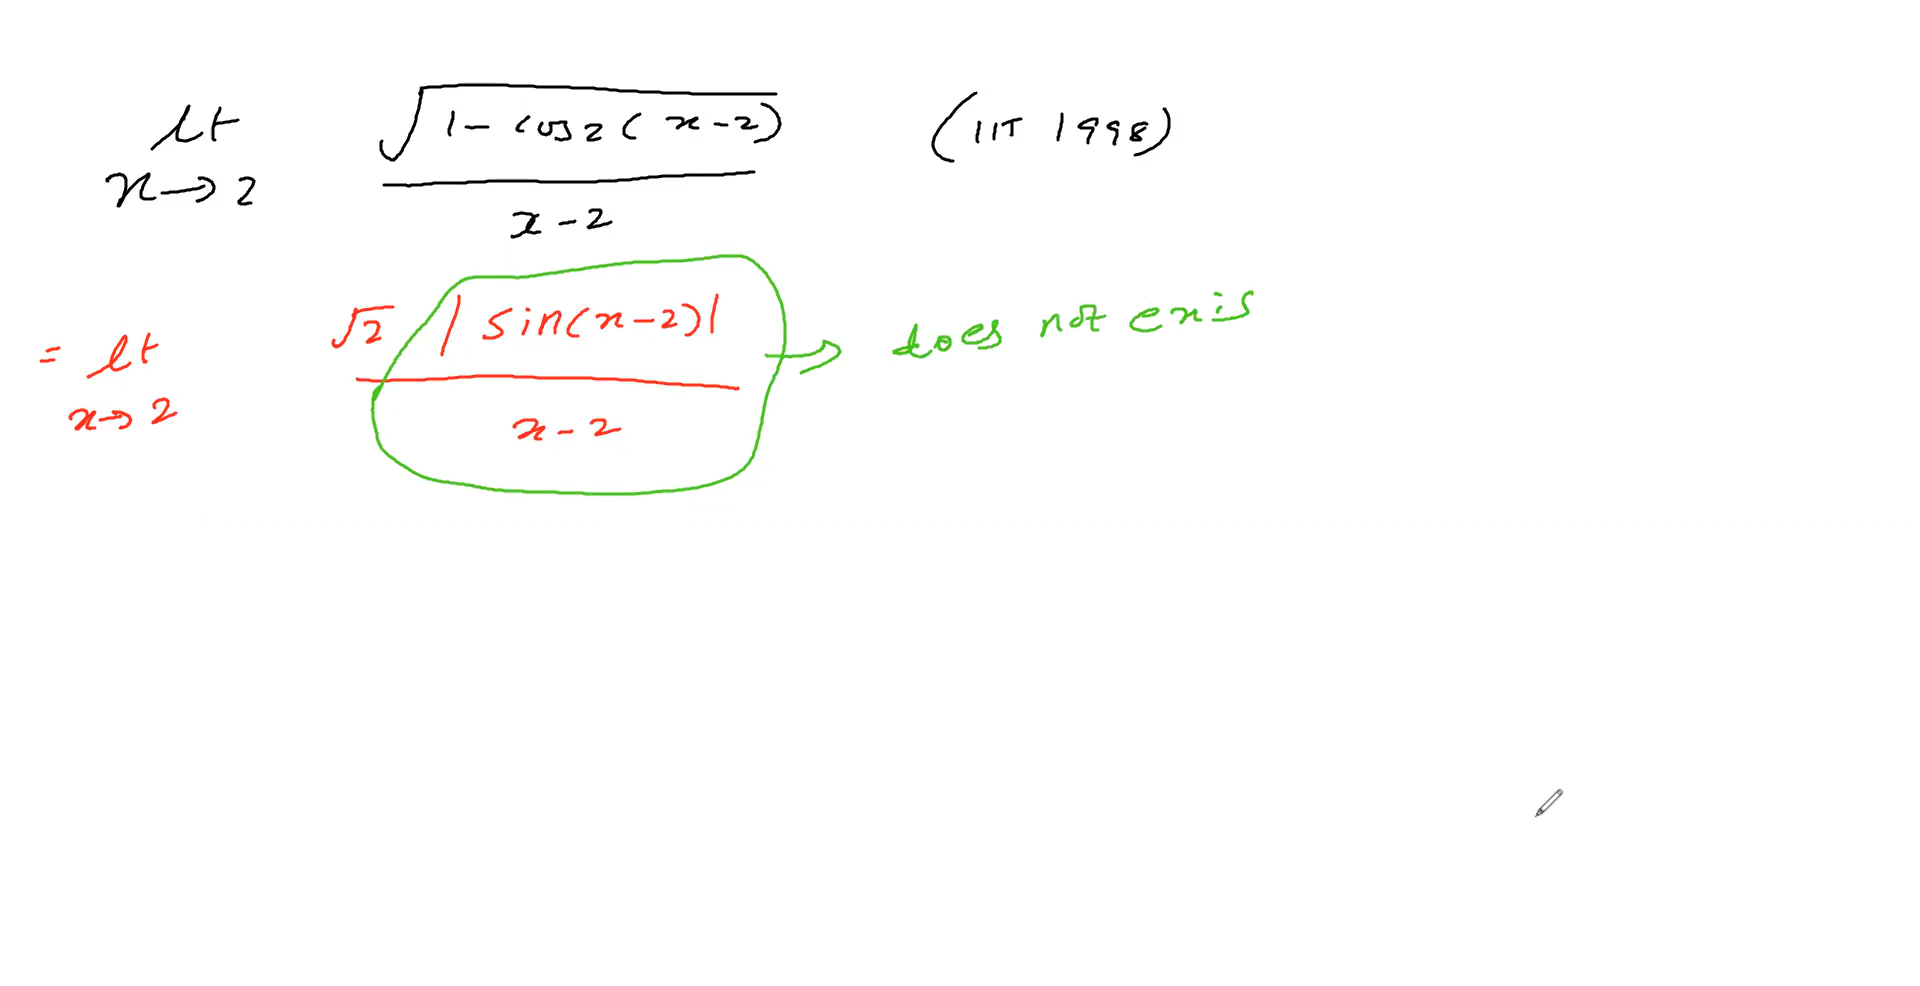 lt x→2 √(1-cos2(x-2)) / (x-2) (IIT 1998)
= lt x→2 √2 |sin(x-2)| / (x-2) → does not exis